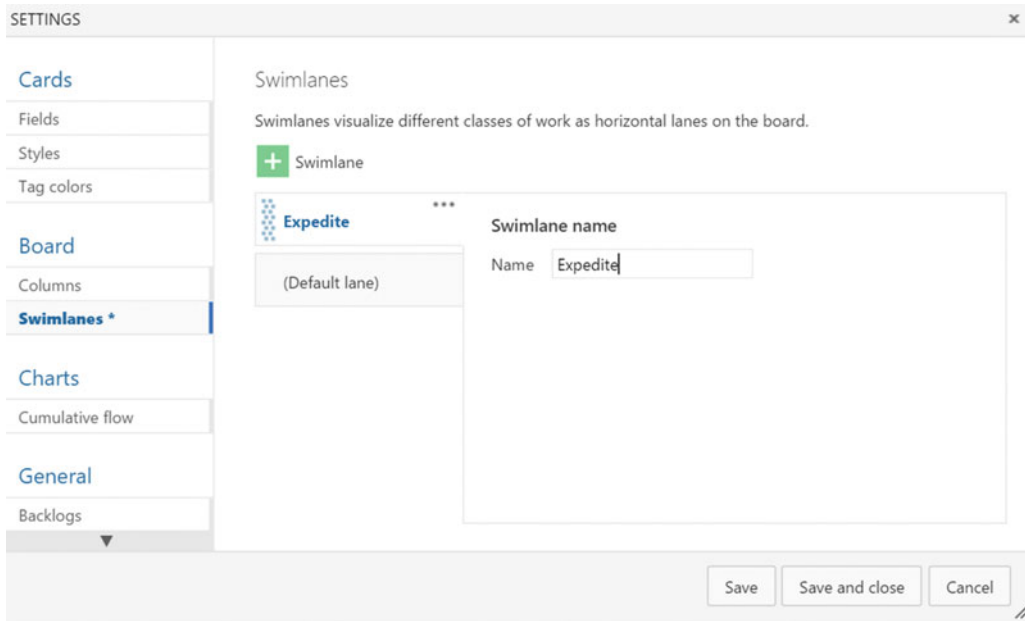 SETTINGS
Cards
Fields
Styles
Tag colors
Board
Columns
Swimlanes *
Charts
Cumulative flow
General
Backlogs
Swimlanes
Swimlanes visualize different classes of work as horizontal lanes on the board.
Swimlane
Expedite
(Default lane)
Swimlane name
Name Expedite
Save Save and close Cancel